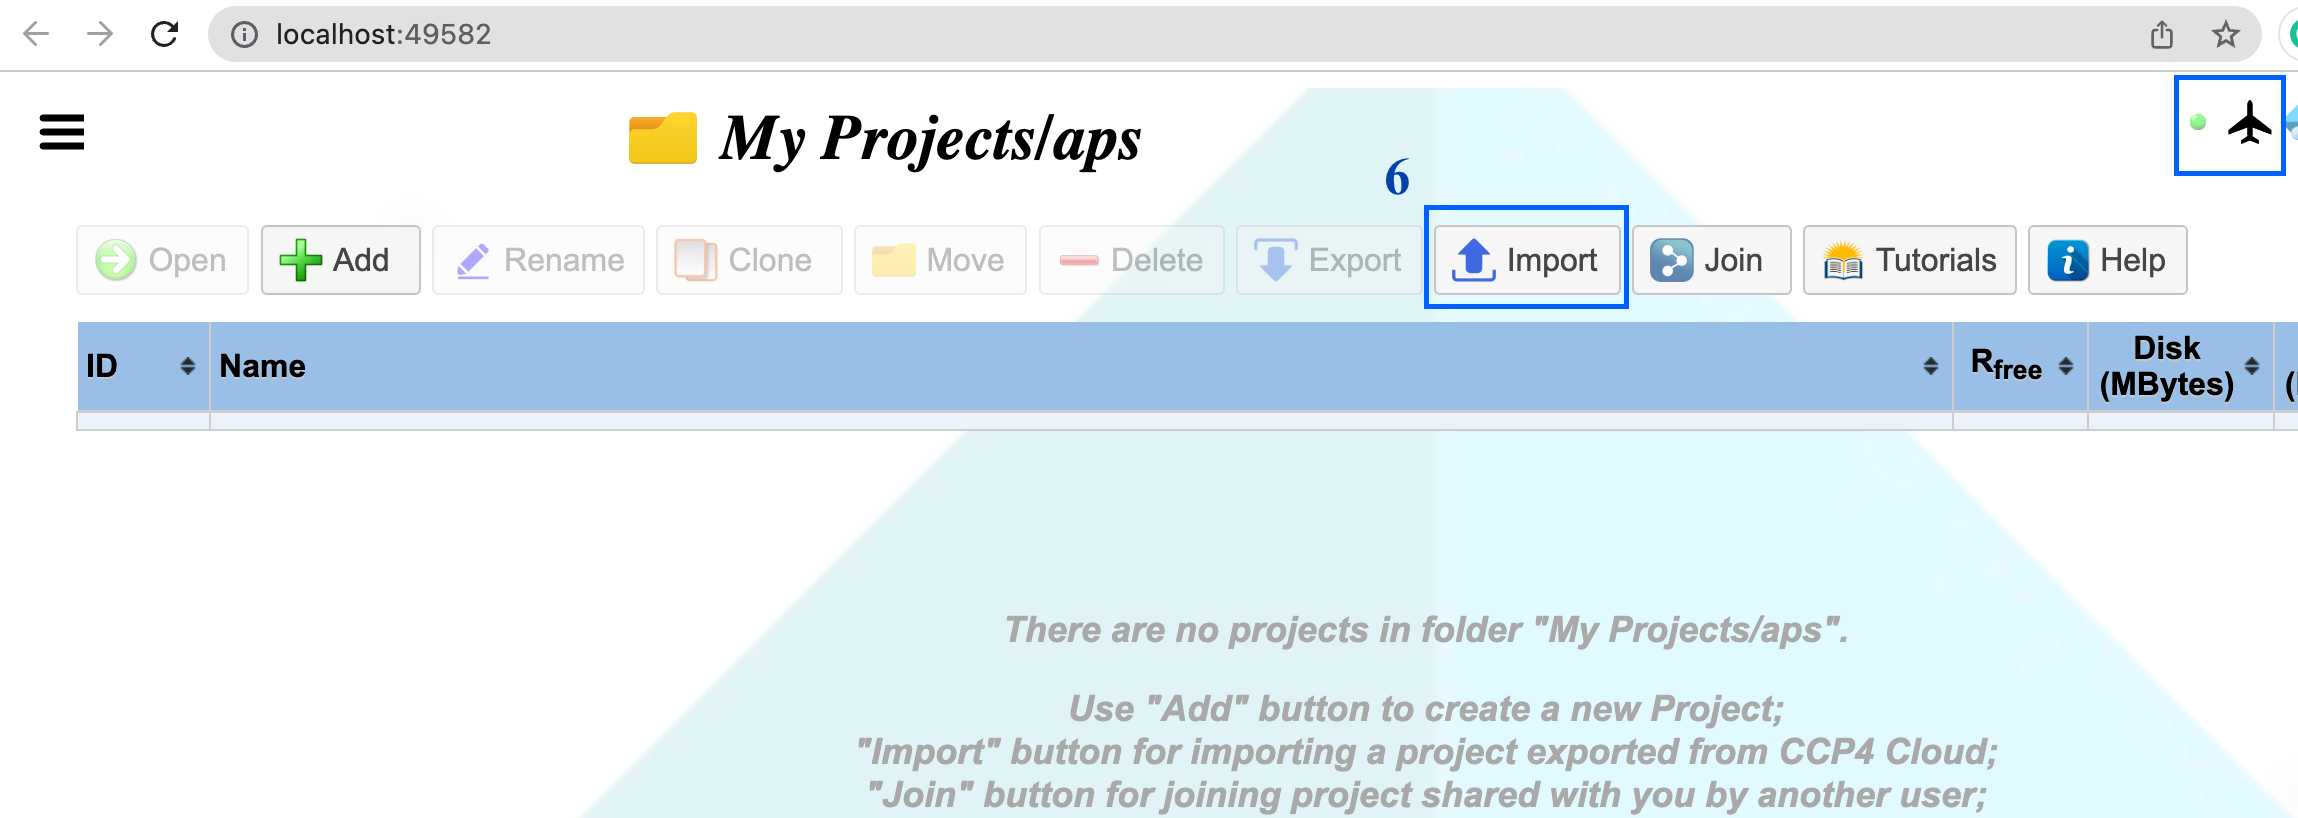 localhost:49582
My Projects/aps
6
Open Add Rename Clone Move Delete Export Import Join Tutorials Help
ID Name Rfree Disk
(MBytes)
There are no projects in folder "My Projects/aps".
Use "Add" button to create a new Project;
"Import" button for importing a project exported from CCP4 Cloud;
"Join" button for joining project shared with you by another user;